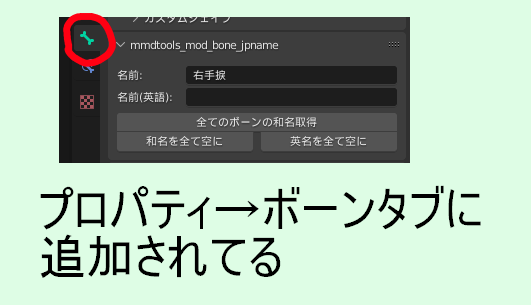 カスタムシェイプ
mmdtools_mod_bone_jpname
名前: 右手捩
名前(英語):
全てのボーンの和名取得
和名を全て空に 英名を全て空に
プロパティ→ボーンタブに
追加されてる